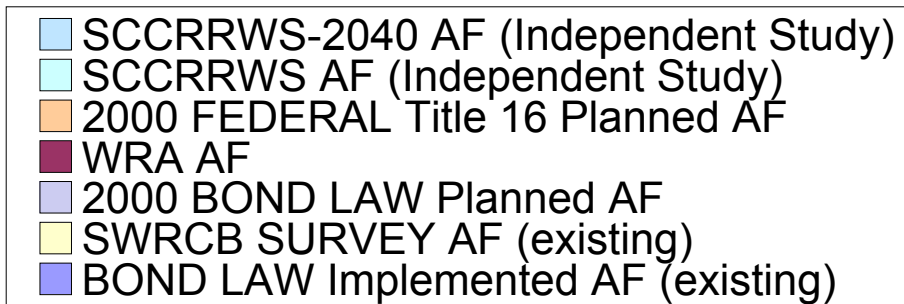 SCCRRWS-2040 AF (Independent Study)
SCCRRWS AF (Independent Study)
2000 FEDERAL Title 16 Planned AF
WRA AF
2000 BOND LAW Planned AF
SWRCB SURVEY AF (existing)
BOND LAW Implemented AF (existing)